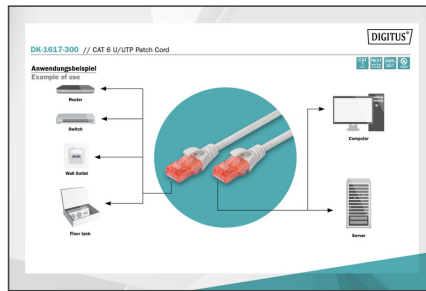 DIGITUS®
DK-1617-300 // CAT 6 U/UTP Patch Cord
Anwendungsbeispiel
Example of use
Router
Switch
Wall Outlet
Floor tank
Computer
Server